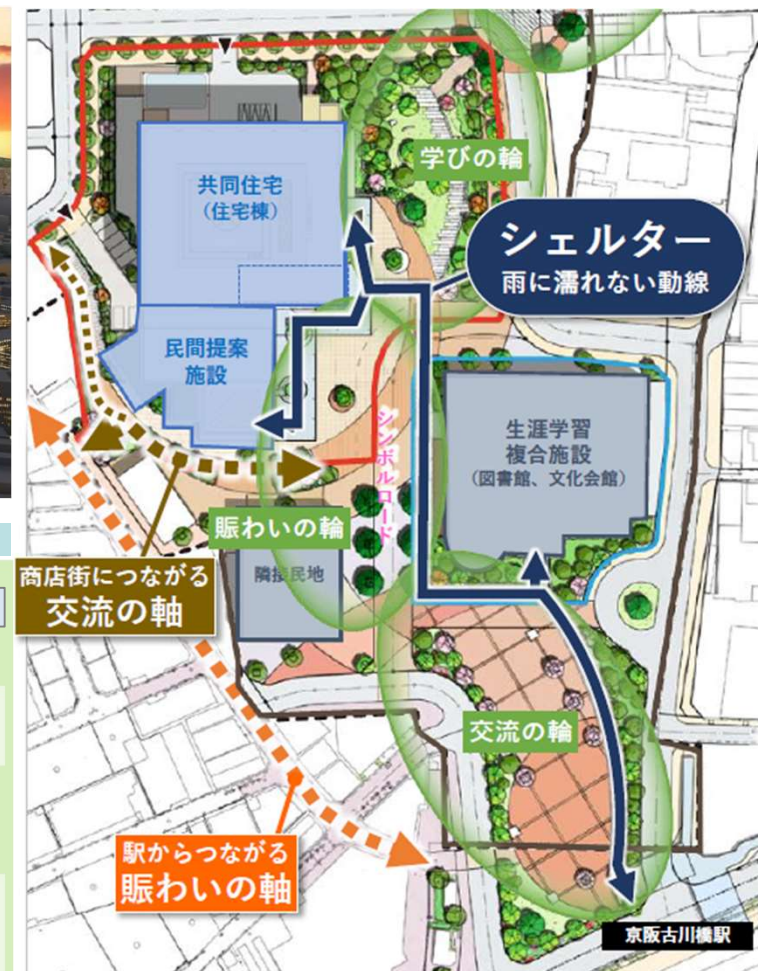 学びの輪
共同住宅
（住宅棟）
シェルター
雨に濡れない動線
民間提案
施設
シンボルロード
生涯学習
複合施設
（図書館、文化会館）
賑わいの輪
隣接民地
商店街につながる
交流の軸
交流の輪
駅からつながる
賑わいの軸
京阪古川橋駅